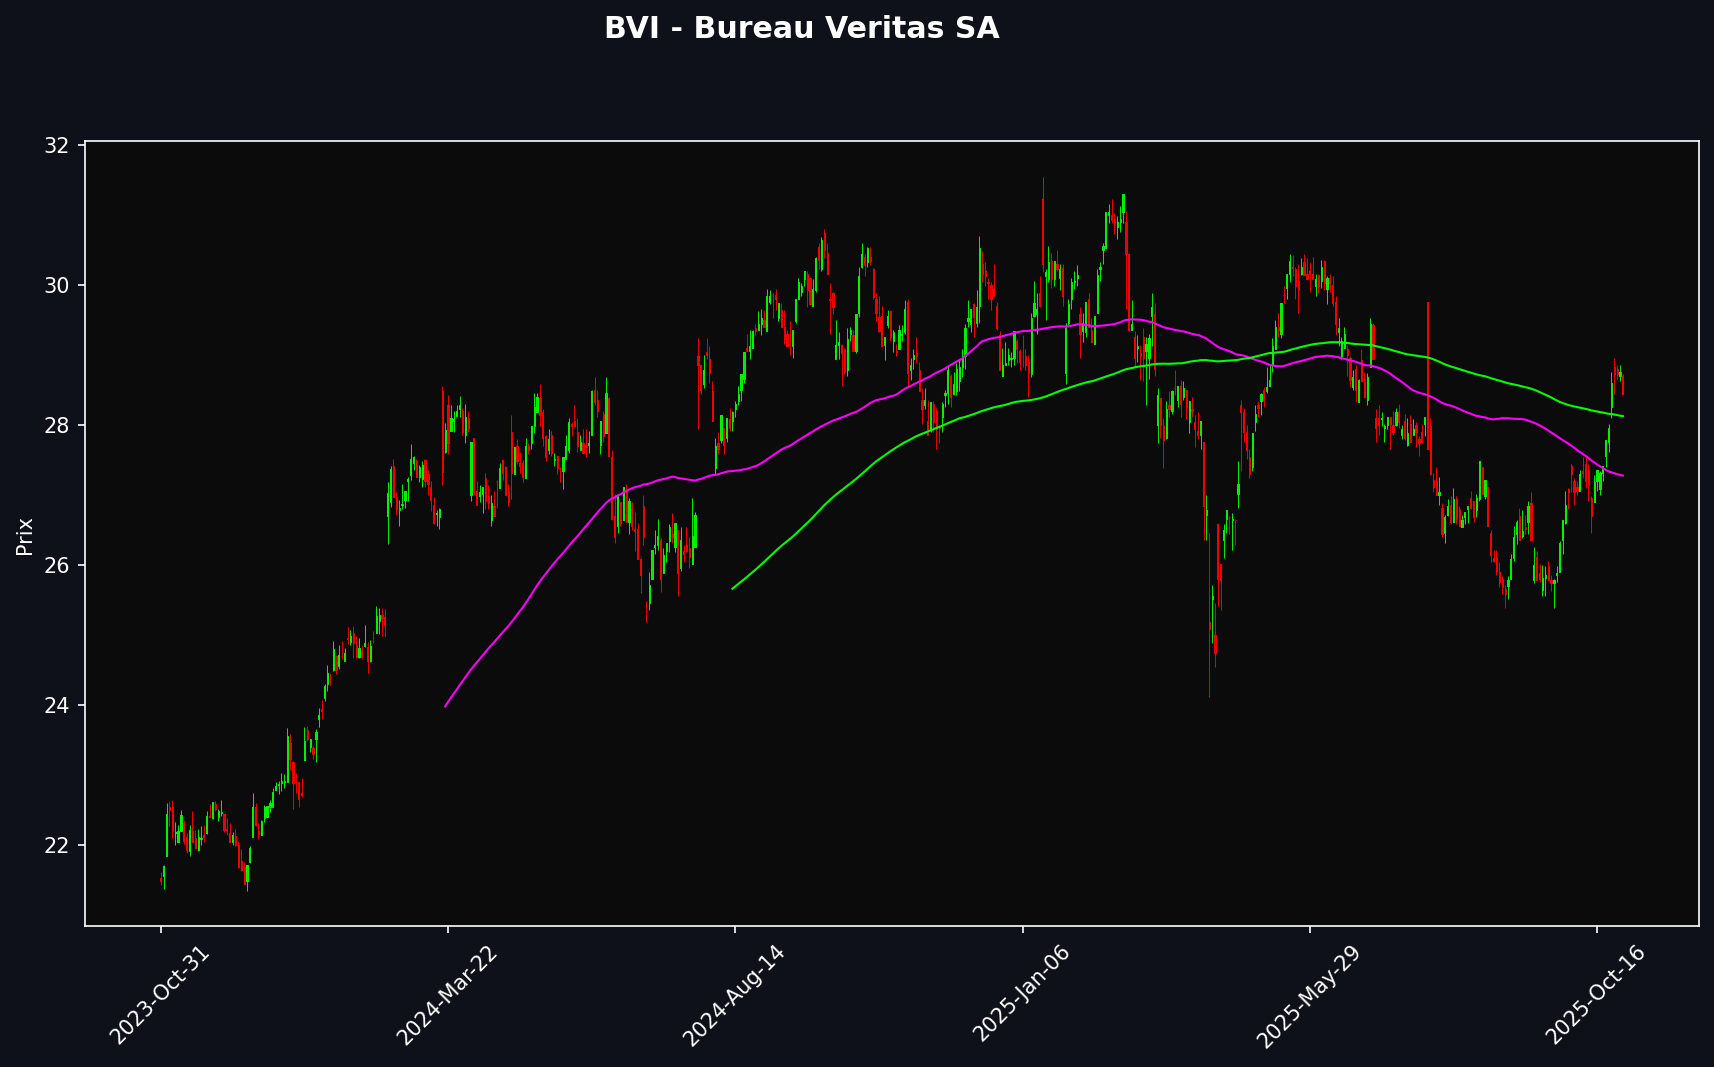 BVI - Bureau Veritas SA
32
30
28
26
24
22
Prix
2023-Oct-31
2024-Mar-22
2024-Aug-14
2025-Jan-06
2025-May-29
2025-Oct-16